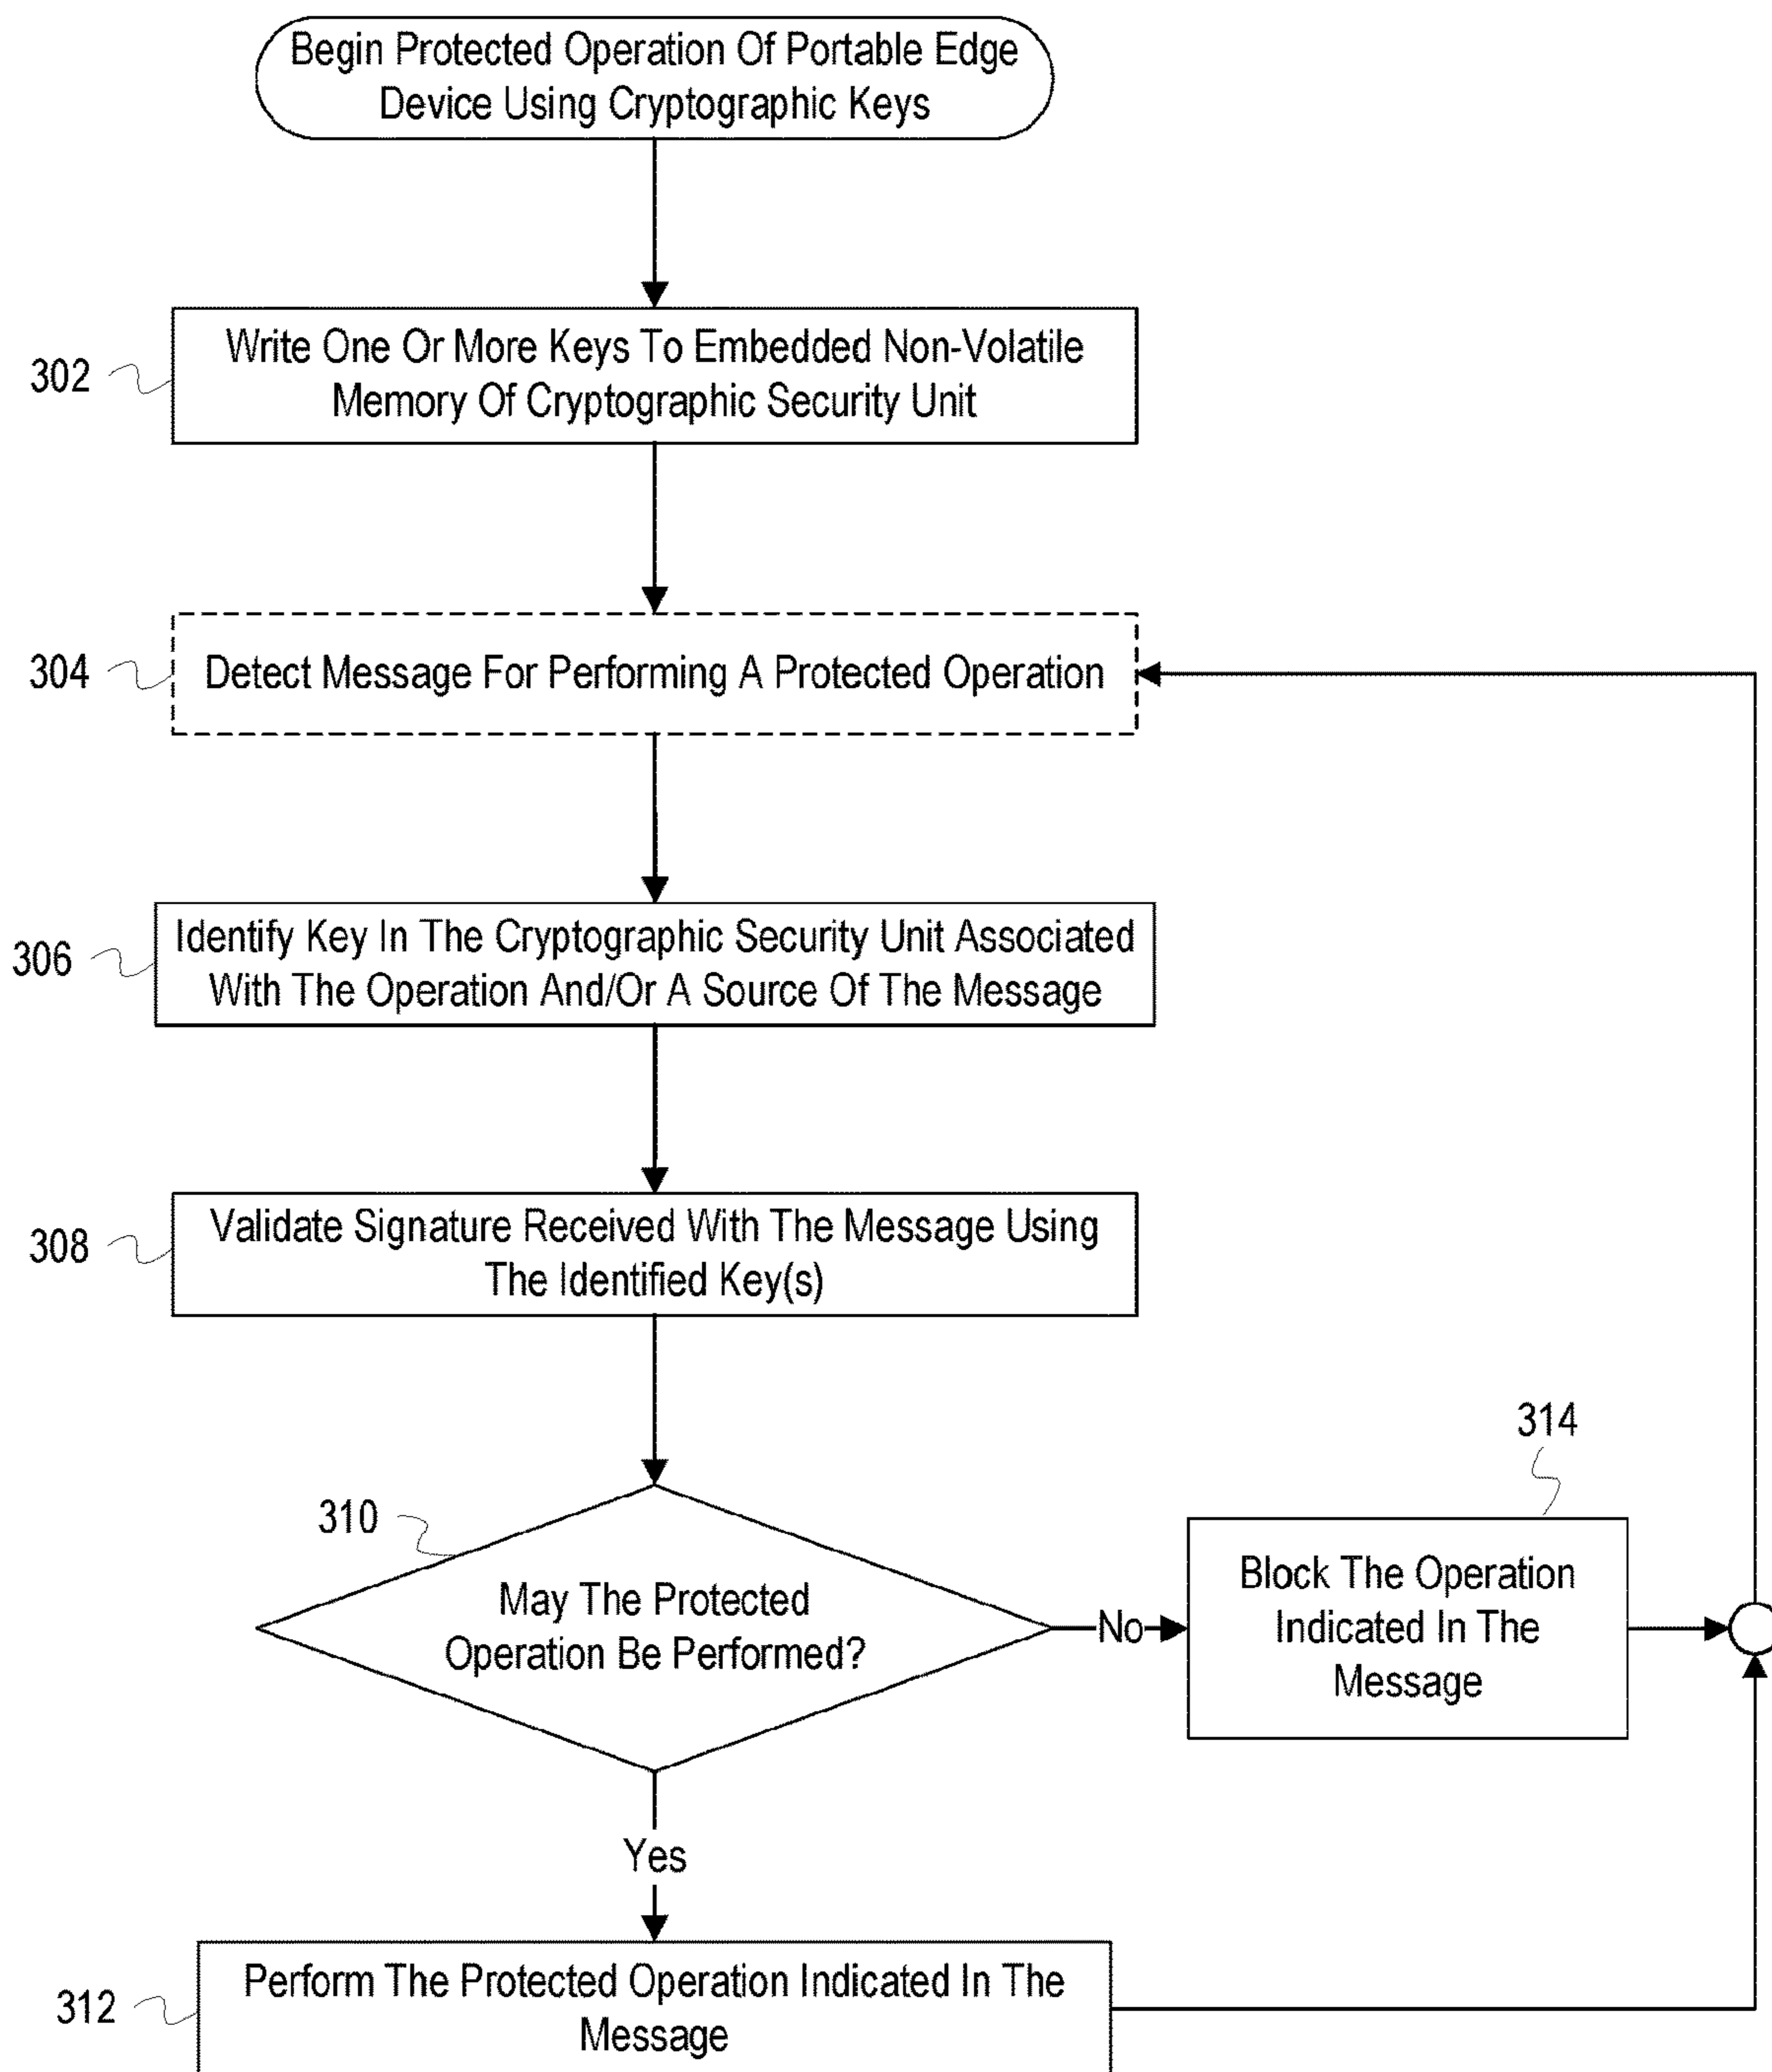 Begin Protected Operation Of Portable Edge
Device Using Cryptographic Keys
302
Write One Or More Keys To Embedded Non-Volatile
Memory Of Cryptographic Security Unit
304
Detect Message For Performing A Protected Operation
306
Identify Key In The Cryptographic Security Unit Associated
With The Operation And/Or A Source Of The Message
308
Validate Signature Received With The Message Using
The Identified Key(s)
310
May The Protected
Operation Be Performed?
No
314
Block The Operation
Indicated In The
Message
Yes
312
Perform The Protected Operation Indicated In The
Message